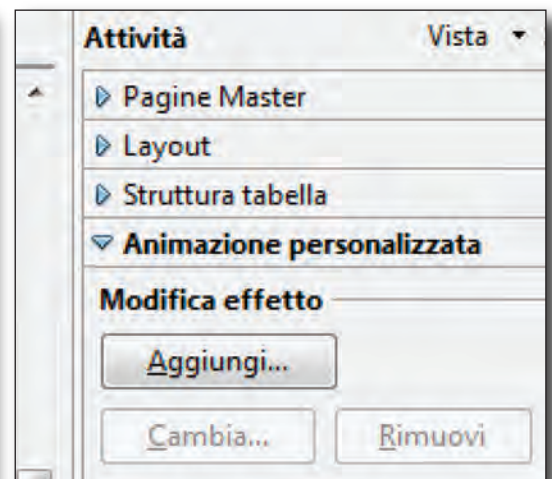 Attività Vista
Pagine Master
Layout
Struttura tabella
Animazione personalizzata
Modifica effetto
Aggiungi...
Cambia... Rimuovi